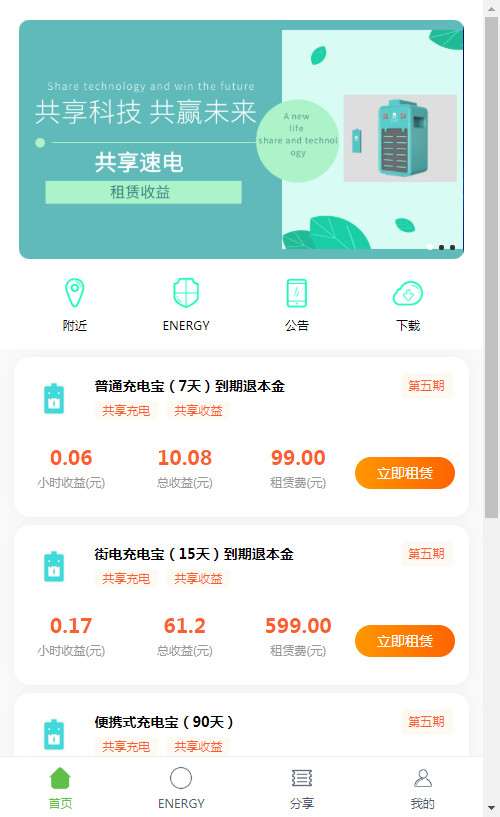 Share technology and win the future
共享科技 共赢未来
共享速电
租赁收益
A new
life
share and technol
ogy
附近
ENERGY
公告
下载
普通充电宝（7天）到期退本金
第五期
共享充电 共享收益
0.06 10.08 99.00
小时收益(元) 总收益(元) 租赁费(元)
立即租赁
街电充电宝（15天）到期退本金
第五期
共享充电 共享收益
0.17 61.2 599.00
小时收益(元) 总收益(元) 租赁费(元)
立即租赁
便携式充电宝（90天）
第五期
共享充电 共享收益
首页
ENERGY
分享
我的